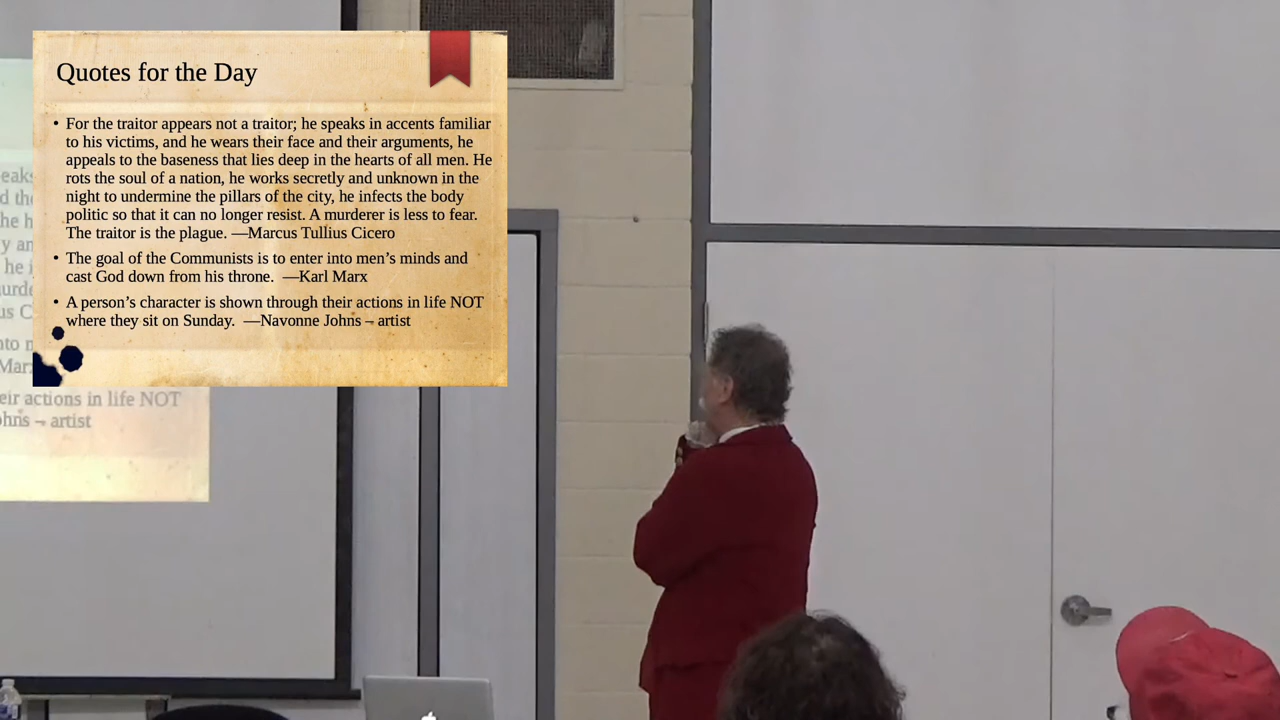 Quotes for the Day
• For the traitor appears not a traitor; he speaks in accents familiar
to his victims, and he wears their face and their arguments, he
appeals to the baseness that lies deep in the hearts of all men. He
rots the soul of a nation, he works secretly and unknown in the
night to undermine the pillars of the city, he infects the body
politic so that it can no longer resist. A murderer is less to fear.
The traitor is the plague. —Marcus Tullius Cicero
• The goal of the Communists is to enter into men’s minds and
cast God down from his throne. —Karl Marx
• A person’s character is shown through their actions in life NOT
where they sit on Sunday. —Navonne Johns – artist
actions in life NOT
– artist